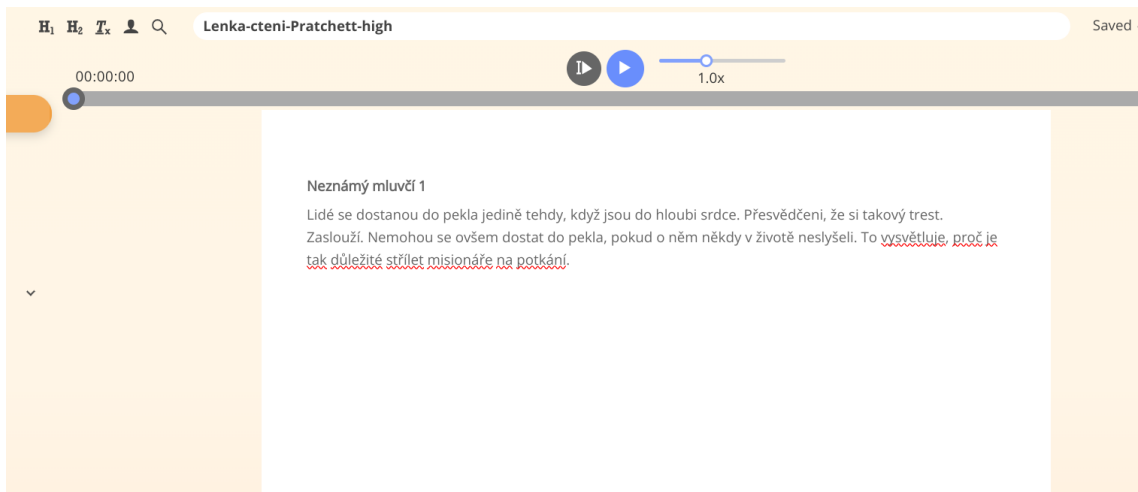 H1 H2 Tx Lenka-cteni-Pratchett-high Saved
00:00:00
1.0x
Neznámý mluvčí 1
Lidé se dostanou do pekla jedině tehdy, když jsou do hloubi srdce. Přesvědčeni, že si takový trest.
Zaslouží. Nemohou se ovšem dostat do pekla, pokud o něm někdy v životě neslyšeli. To vysvětluje, proč je
tak důležité střílet misionáře na potkání.